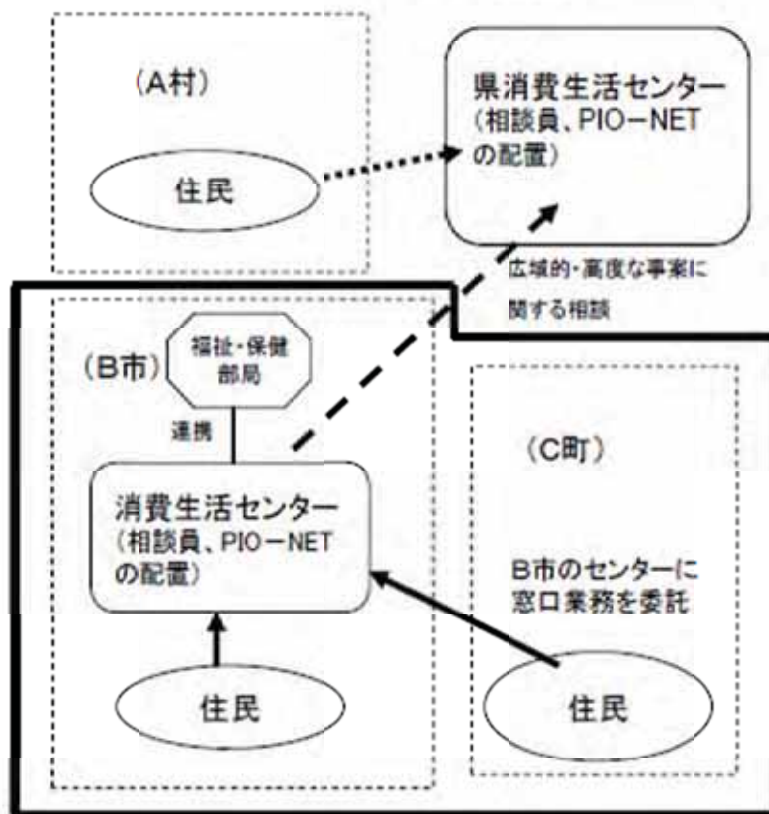 (A村)
住民
県消費生活センター
(相談員、PIO-NET
の配置)
広域的・高度な事案に
関する相談
(B市)
福祉・保健
部局
連携
消費生活センター
(相談員、PIO-NET
の配置)
住民
(C町)
B市のセンターに
窓口業務を委託
住民